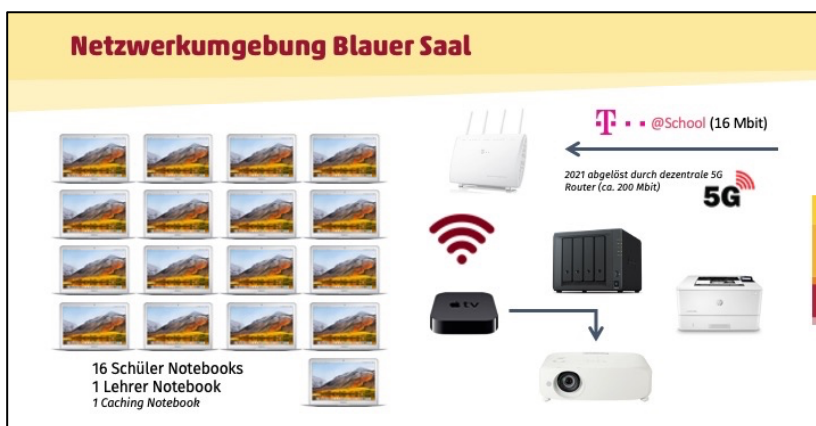 Netzwerkumgebung Blauer Saal
T · · @School (16 Mbit)
2021 abgelöst durch dezentrale 5G
Router (ca. 200 Mbit)
5G
tv
16 Schüler Notebooks
1 Lehrer Notebook
1 Caching Notebook